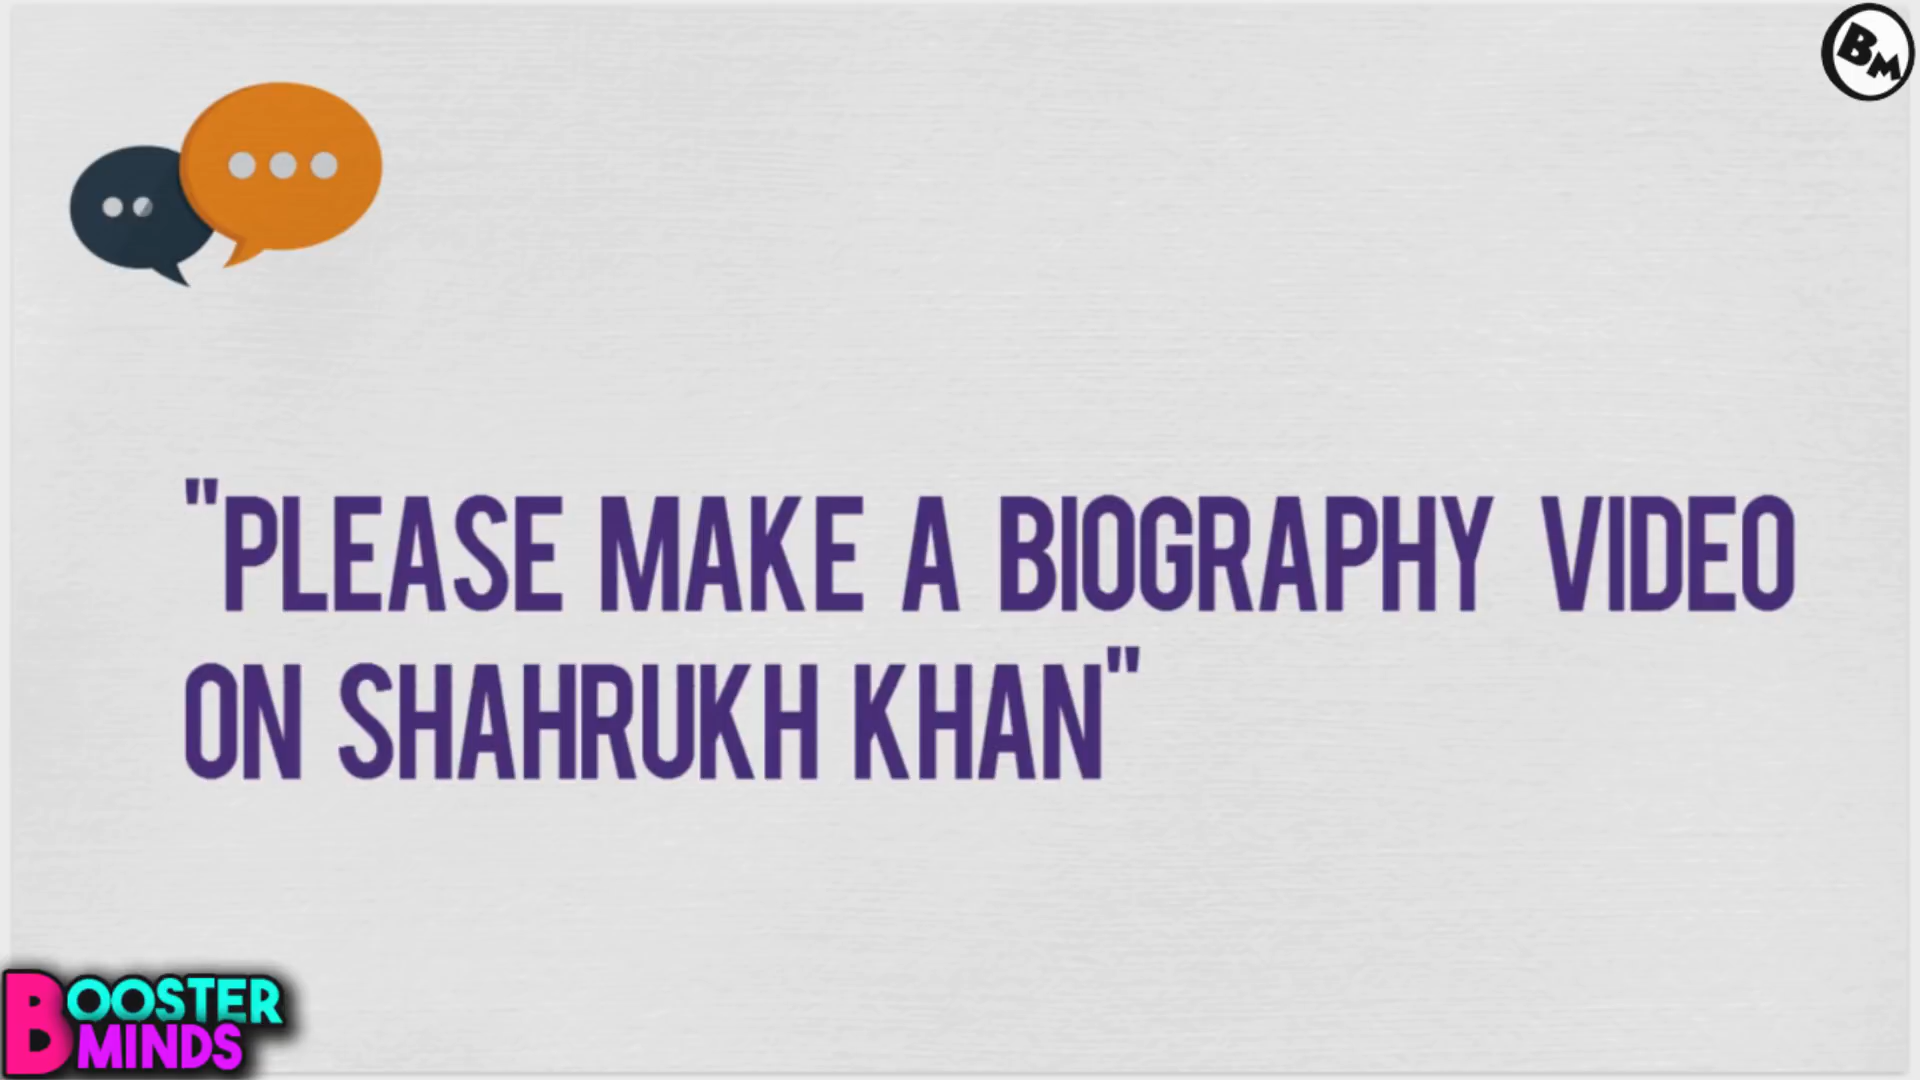 BM
"PLEASE MAKE A BIOGRAPHY VIDEO
ON SHAHRUKH KHAN"
BOOSTER
MINDS